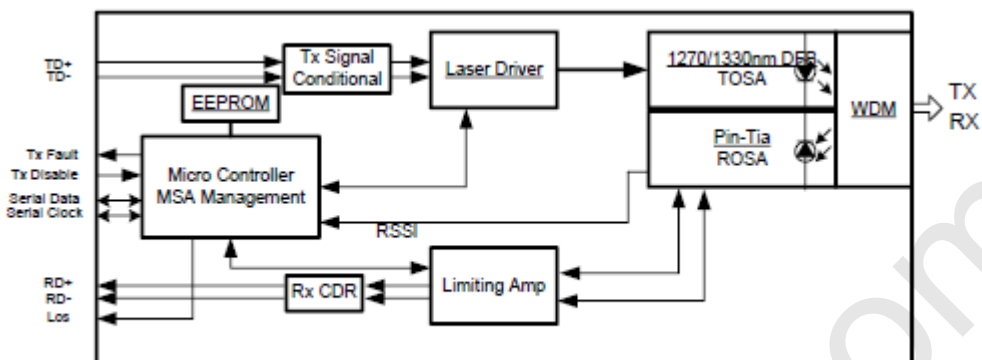 TD+
TD-
Tx Signal
Conditional
Laser Driver
1270/1330nm DFB
TOSA
WDM
TX
RX
EEPROM
Pin-Tia
ROSA
Tx Fault
Tx Disable
Serial Data
Serial Clock
Micro Controller
MSA Management
RSSI
RD+
RD-
Los
Rx CDR
Limiting Amp
om